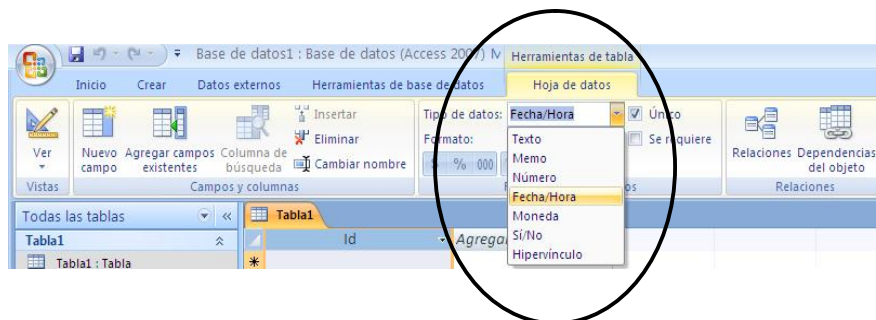 Base de datos1 : Base de datos (Access 2007) M
Herramientas de tabla
Inicio Crear Datos externos Herramientas de base de datos Hoja de datos
Ver
Vistas
Nuevo campo
Agregar campos existentes
Columna de búsqueda
Insertar
Eliminar
Cambiar nombre
Campos y columnas
Tipo de datos: Fecha/Hora
Único
Formato:
Se requiere
% 000
Texto
Memo
Número
Fecha/Hora
Moneda
Sí/No
Hipervínculo
Relaciones
Dependencias del objeto
Relaciones
Todas las tablas
Tabla1
Tabla1
Id
Tabla1 : Tabla